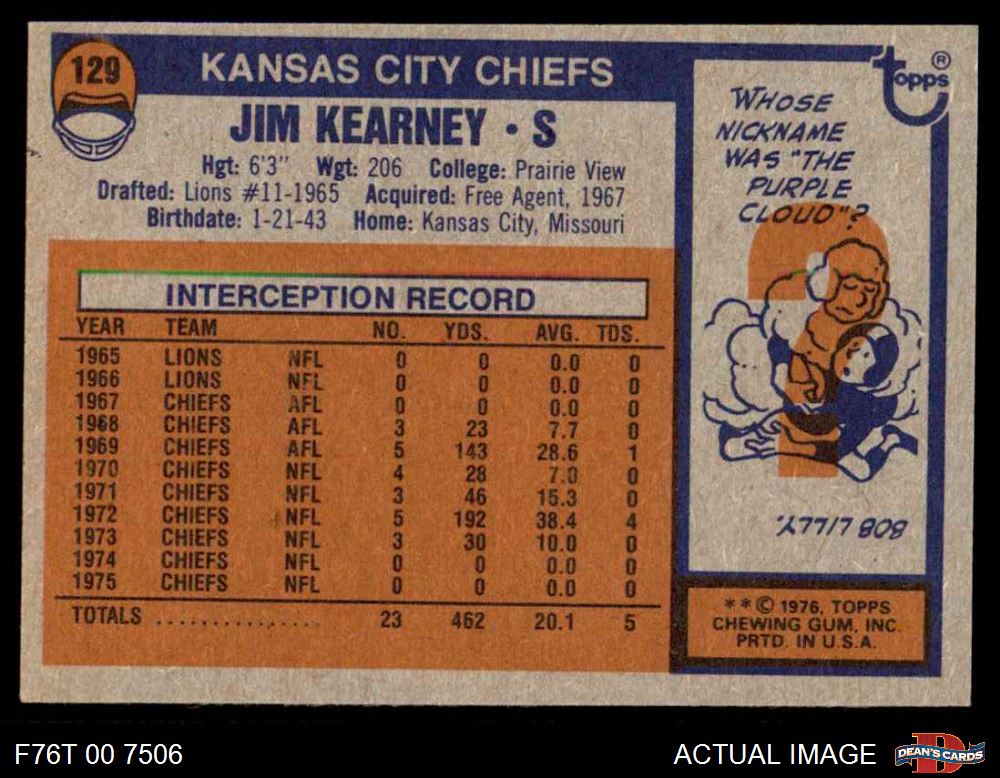 129
KANSAS CITY CHIEFS
JIM KEARNEY • S
Hgt: 6'3" Wgt: 206 College: Prairie View
Drafted: Lions #11-1965 Acquired: Free Agent, 1967
Birthdate: 1-21-43 Home: Kansas City, Missouri
INTERCEPTION RECORD
YEAR TEAM NO. YDS. AVG. TDS.
1965 LIONS NFL 0 0 0.0 0
1966 LIONS NFL 0 0 0.0 0
1967 CHIEFS AFL 0 0 0.0 0
1968 CHIEFS AFL 3 23 7.7 0
1969 CHIEFS AFL 5 143 28.6 1
1970 CHIEFS NFL 4 28 7.0 0
1971 CHIEFS NFL 3 46 15.3 0
1972 CHIEFS NFL 5 192 38.4 4
1973 CHIEFS NFL 3 30 10.0 0
1974 CHIEFS NFL 0 0 0.0 0
1975 CHIEFS NFL 0 0 0.0 0
TOTALS .............. 23 462 20.1 5
topps ®
WHOSE
NICKNAME
WAS "THE
PURPLE
CLOUD"?
BOB LILLY.
** © 1976, TOPPS
CHEWING GUM, INC.
PRTD. IN U.S.A.
F76T 00 7506
ACTUAL IMAGE
DEAN'S CARDS